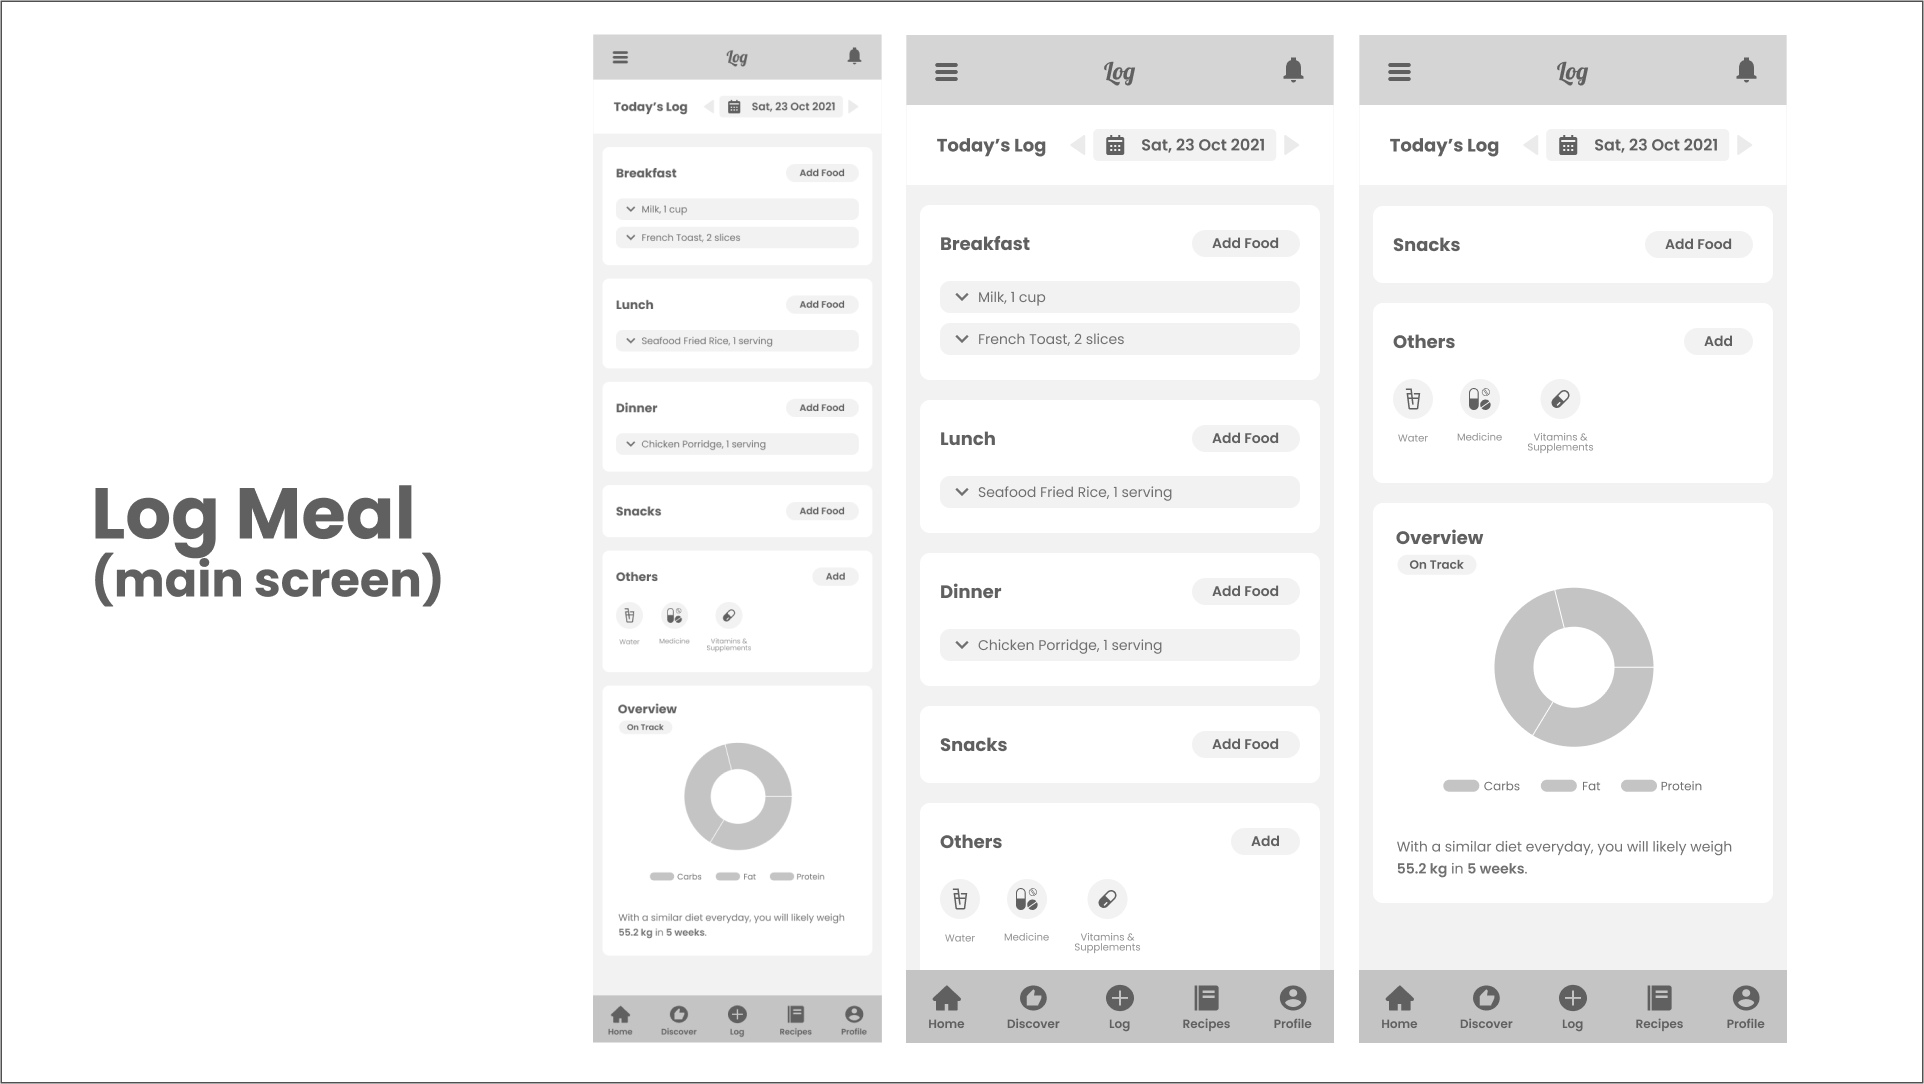 Log Meal
(main screen)
Log
Today's Log
Sat, 23 Oct 2021
Breakfast
Add Food
Milk, 1 cup
French Toast, 2 slices
Lunch
Add Food
Seafood Fried Rice, 1 serving
Dinner
Add Food
Chicken Porridge, 1 serving
Snacks
Add Food
Others
Add
Water
Medicine
Vitamins &
Supplements
Overview
On Track
Carbs
Fat
Protein
With a similar diet everyday, you will likely weigh
55.2 kg in 5 weeks.
Home
Discover
Log
Recipes
Profile
Log
Today's Log
Sat, 23 Oct 2021
Breakfast
Add Food
Milk, 1 cup
French Toast, 2 slices
Lunch
Add Food
Seafood Fried Rice, 1 serving
Dinner
Add Food
Chicken Porridge, 1 serving
Snacks
Add Food
Others
Add
Water
Medicine
Vitamins &
Supplements
Home
Discover
Log
Recipes
Profile
Log
Today's Log
Sat, 23 Oct 2021
Snacks
Add Food
Others
Add
Water
Medicine
Vitamins &
Supplements
Overview
On Track
Carbs
Fat
Protein
With a similar diet everyday, you will likely weigh
55.2 kg in 5 weeks.
Home
Discover
Log
Recipes
Profile